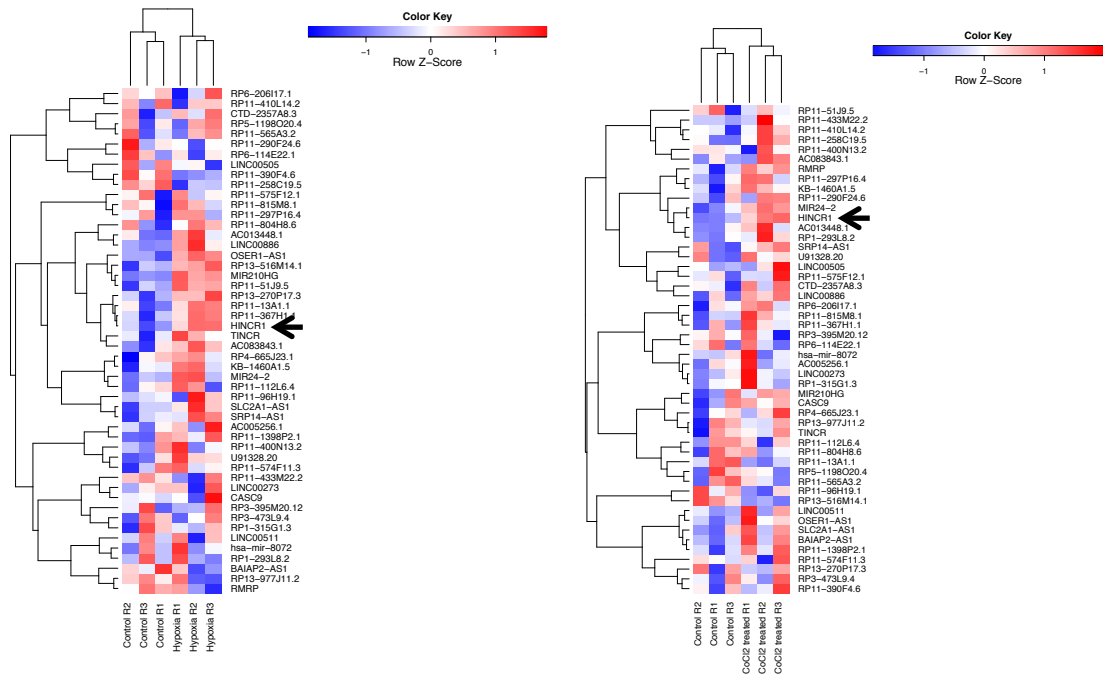 Color Key
−1
0
1
Row Z−Score
RP6−206I17.1
RP11−410L14.2
CTD−2357A8.3
RP5−1198O20.4
RP11−565A3.2
RP11−290F24.6
RP6−114E22.1
LINC00505
RP11−390F4.6
RP11−258C19.5
RP11−575F12.1
RP11−815M8.1
RP11−297P16.4
RP11−804H8.6
AC013448.1
LINC00886
OSER1−AS1
RP13−516M14.1
MIR210HG
RP11−51J9.5
RP13−270P17.3
RP11−13A1.1
RP11−367H1.1
HINCR1
TINCR
AC083843.1
RP4−665J23.1
KB−1460A1.5
MIR24−2
RP11−112L6.4
RP11−96H19.1
SLC2A1−AS1
SRP14−AS1
AC005256.1
RP11−1398P2.1
RP11−400N13.2
U91328.20
RP11−574F11.3
RP11−433M22.2
LINC00273
CASC9
RP3−395M20.12
RP3−473L9.4
RP1−315G1.3
LINC00511
hsa−mir−8072
RP1−293L8.2
BAIAP2−AS1
RP13−977J11.2
RMRP
Control R2
Control R3
Control R1
Hypoxia R1
Hypoxia R2
Hypoxia R3
Color Key
−1
0
1
Row Z−Score
RP11−51J9.5
RP11−433M22.2
RP11−410L14.2
RP11−258C19.5
RP11−400N13.2
AC083843.1
RMRP
RP11−297P16.4
KB−1460A1.5
RP11−290F24.6
MIR24−2
HINCR1
AC013448.1
RP1−293L8.2
SRP14−AS1
U91328.20
LINC00505
RP11−575F12.1
CTD−2357A8.3
LINC00886
RP6−206I17.1
RP11−815M8.1
RP11−367H1.1
RP3−395M20.12
RP6−114E22.1
hsa−mir−8072
AC005256.1
LINC00273
RP1−315G1.3
MIR210HG
CASC9
RP4−665J23.1
RP13−977J11.2
TINCR
RP11−112L6.4
RP11−804H8.6
RP11−13A1.1
RP5−1198O20.4
RP11−565A3.2
RP11−96H19.1
RP13−516M14.1
LINC00511
OSER1−AS1
SLC2A1−AS1
BAIAP2−AS1
RP11−1398P2.1
RP11−574F11.3
RP13−270P17.3
RP3−473L9.4
RP11−390F4.6
Control R2
Control R1
Control R3
CoCl2 treated R1
CoCl2 treated R2
CoCl2 treated R3